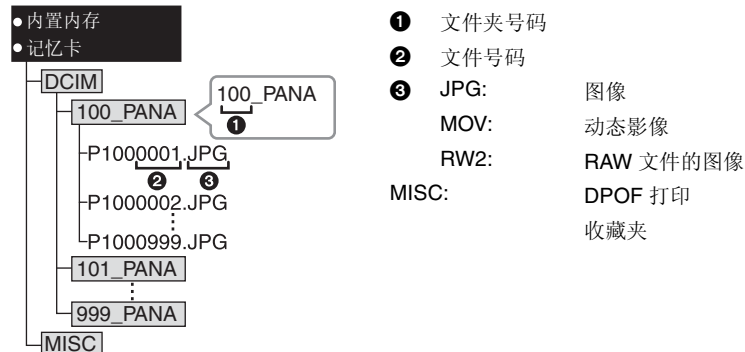 ●内置内存
●记忆卡
DCIM
100_PANA
100_PANA
❶
P1000001.JPG
❷ ❸
P1000002.JPG
P1000999.JPG
101_PANA
999_PANA
MISC
❶ 文件夹号码
❷ 文件号码
❸ JPG: 图像
MOV: 动态影像
RW2: RAW 文件的图像
MISC: DPOF 打印
收藏夹